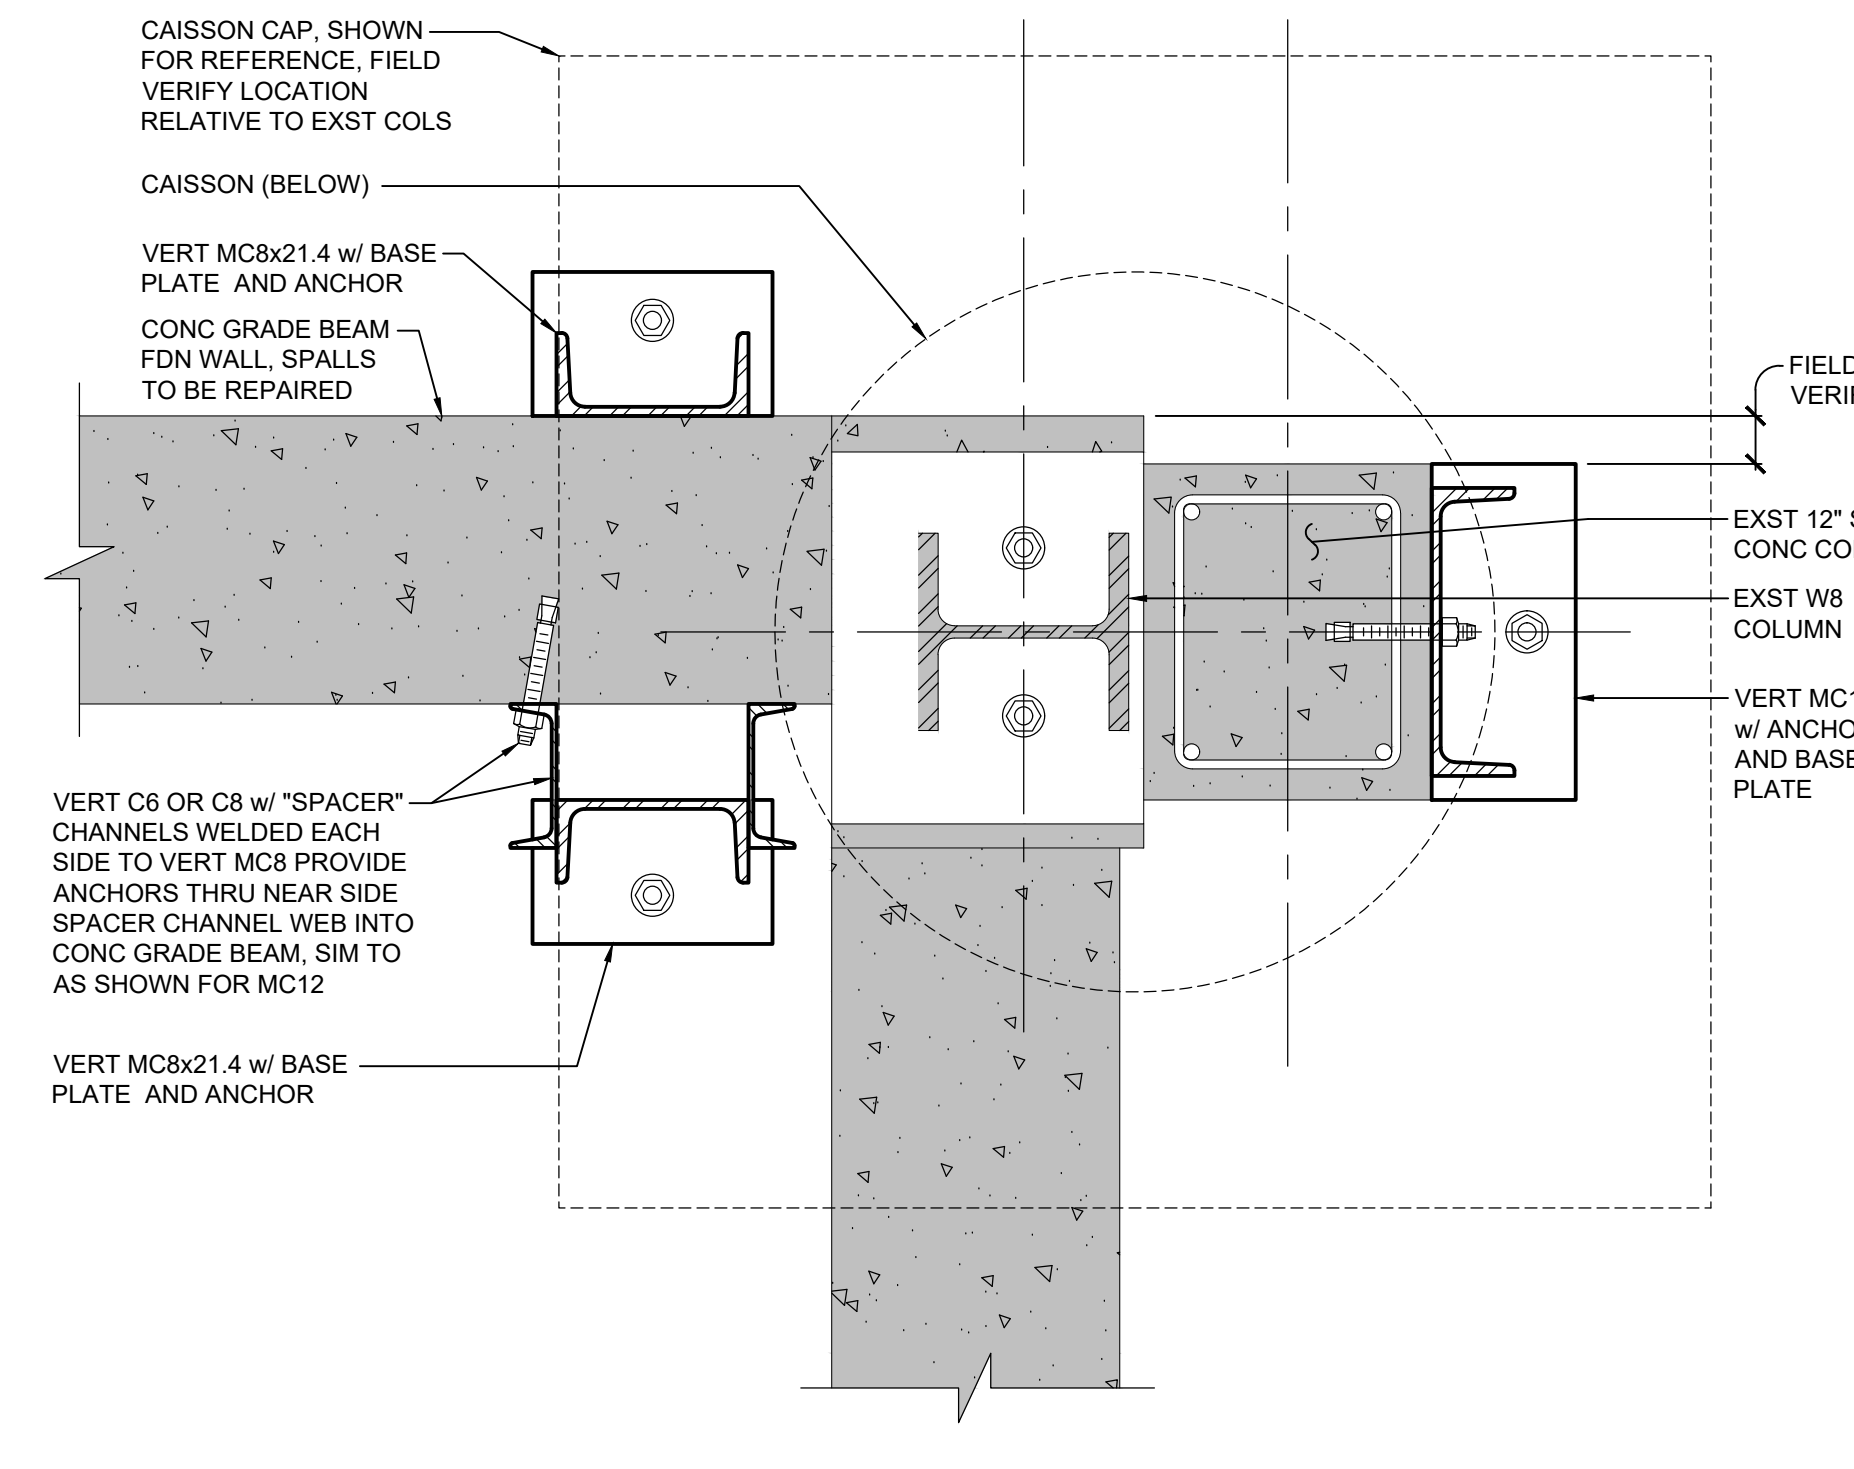 CAISSON CAP, SHOWN
FOR REFERENCE, FIELD
VERIFY LOCATION
RELATIVE TO EXST COLS
CAISSON (BELOW)
VERT MC8x21.4 w/ BASE
PLATE AND ANCHOR
CONC GRADE BEAM
FDN WALL, SPALLS
TO BE REPAIRED
VERT C6 OR C8 w/ "SPACER"
CHANNELS WELDED EACH
SIDE TO VERT MC8 PROVIDE
ANCHORS THRU NEAR SIDE
SPACER CHANNEL WEB INTO
CONC GRADE BEAM, SIM TO
AS SHOWN FOR MC12
VERT MC8x21.4 w/ BASE
PLATE AND ANCHOR
FIELD
EXST 12"
CONC
EXST W8
COLUMN
VERT
w/
AND BASE
PLATE